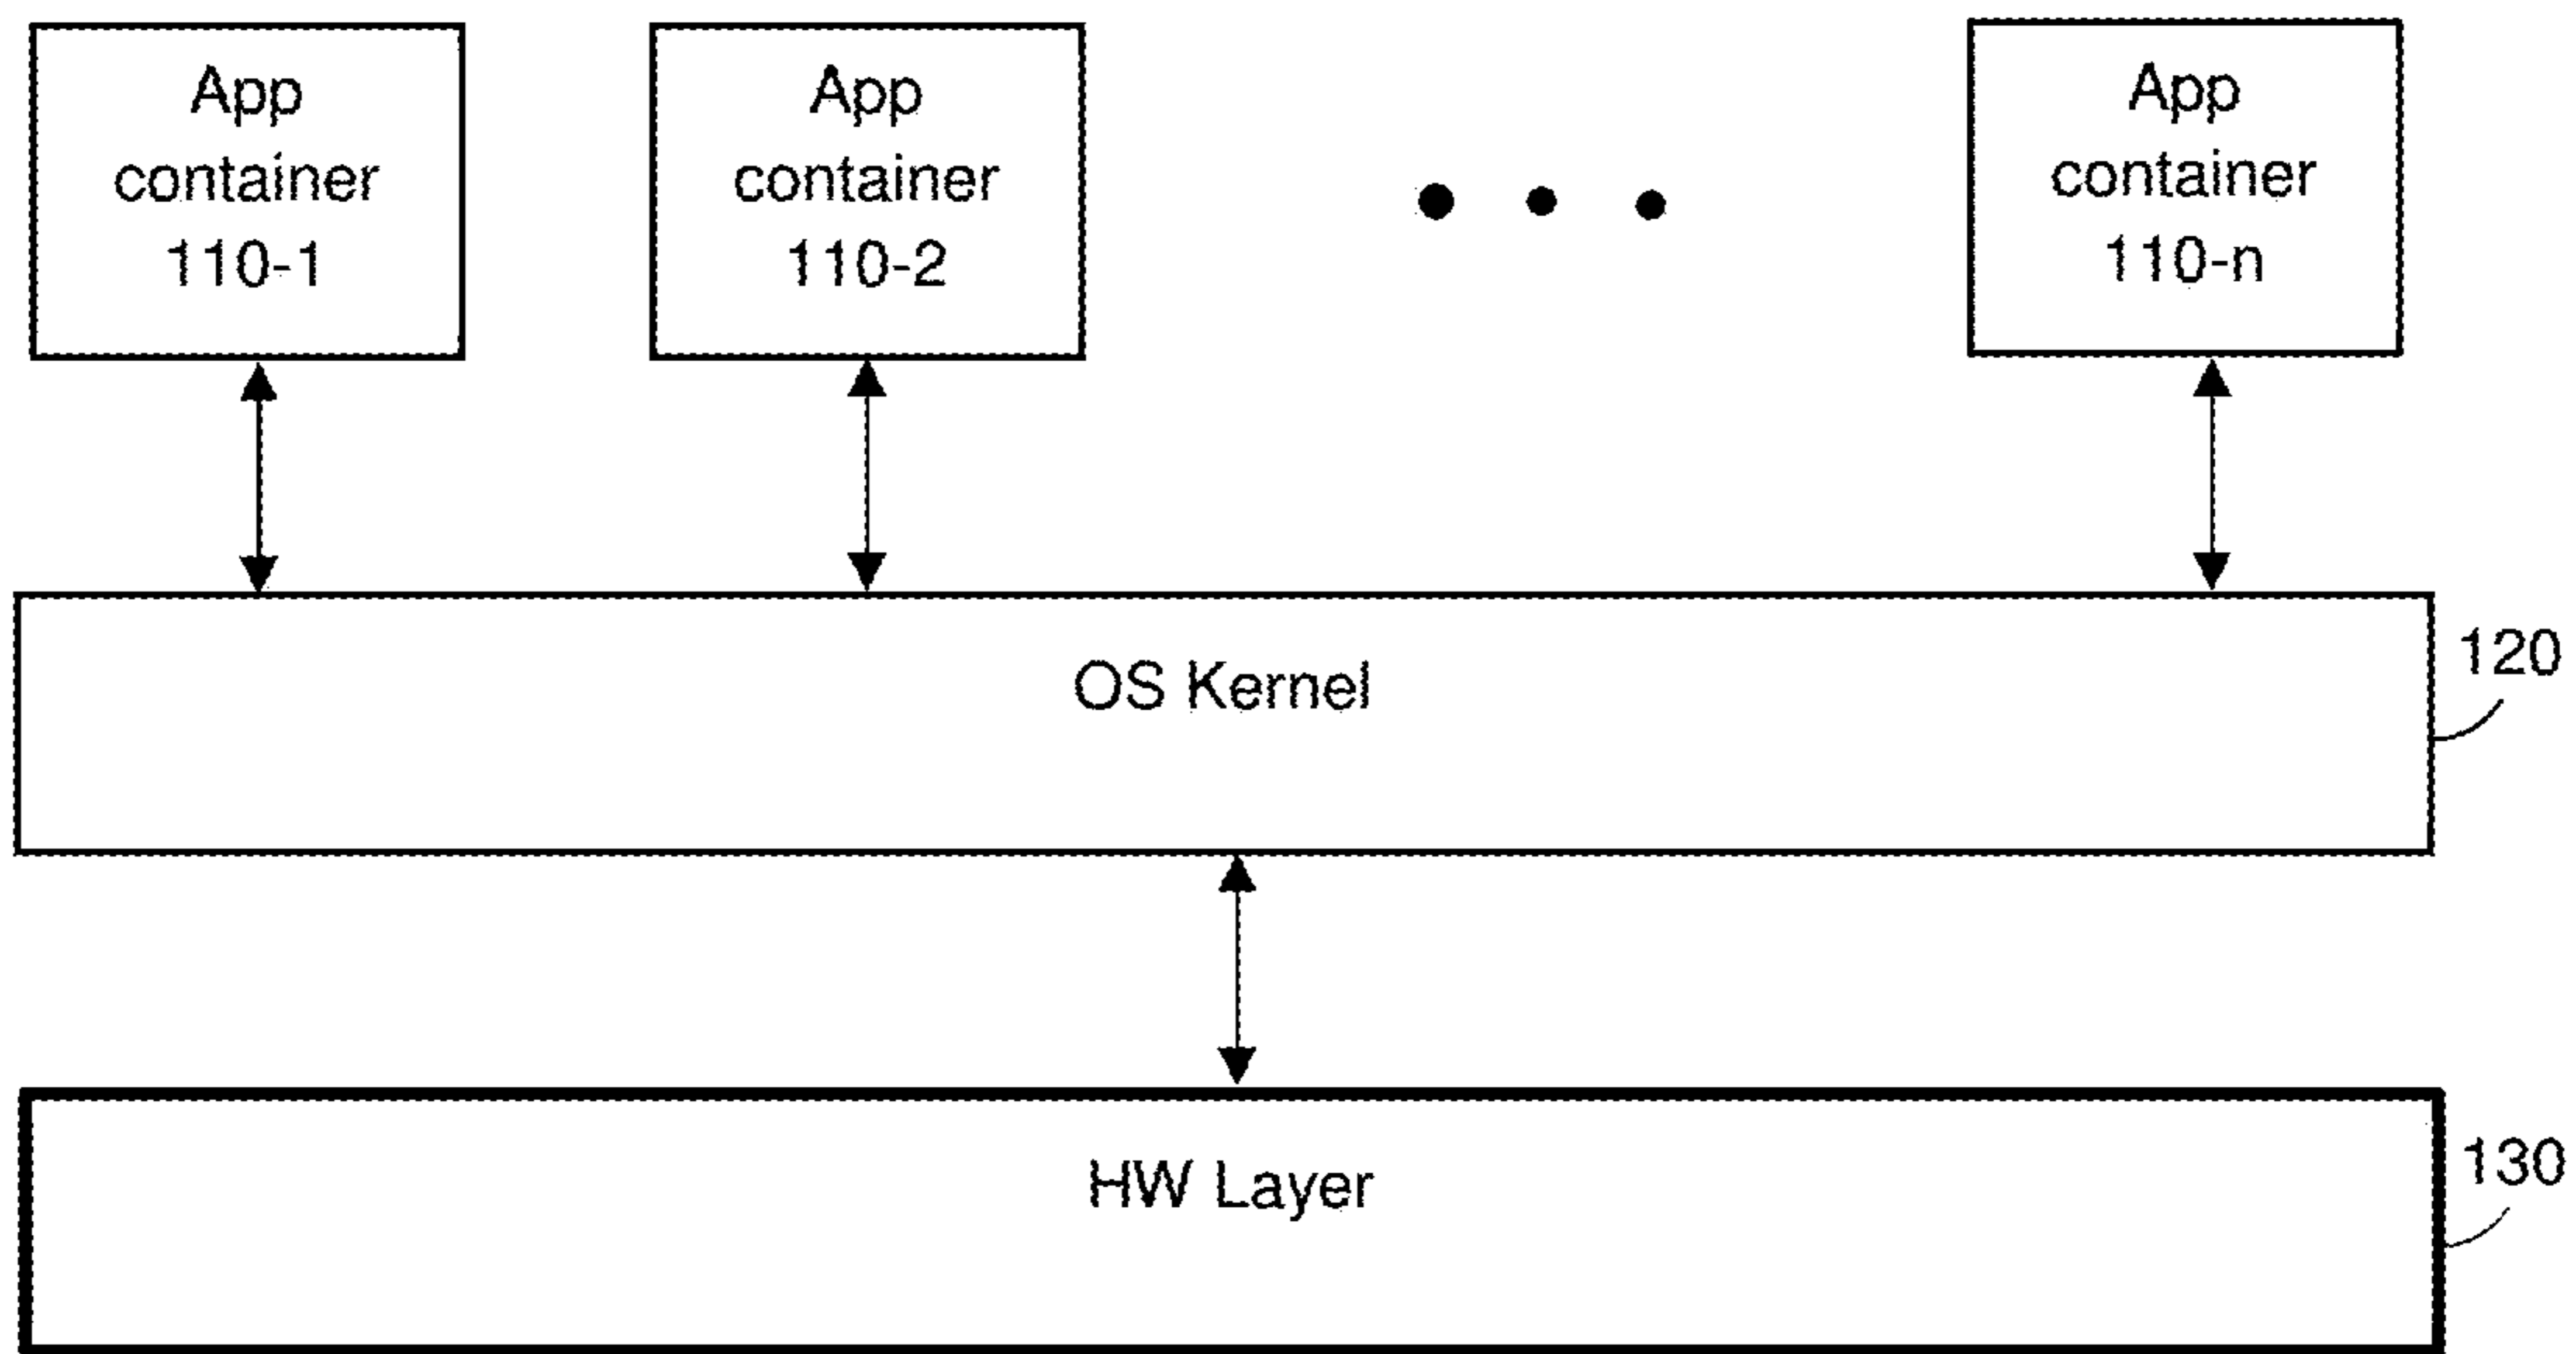 App
container
110-1
App
container
110-2
App
container
110-n
OS Kernel
120
HW Layer
130